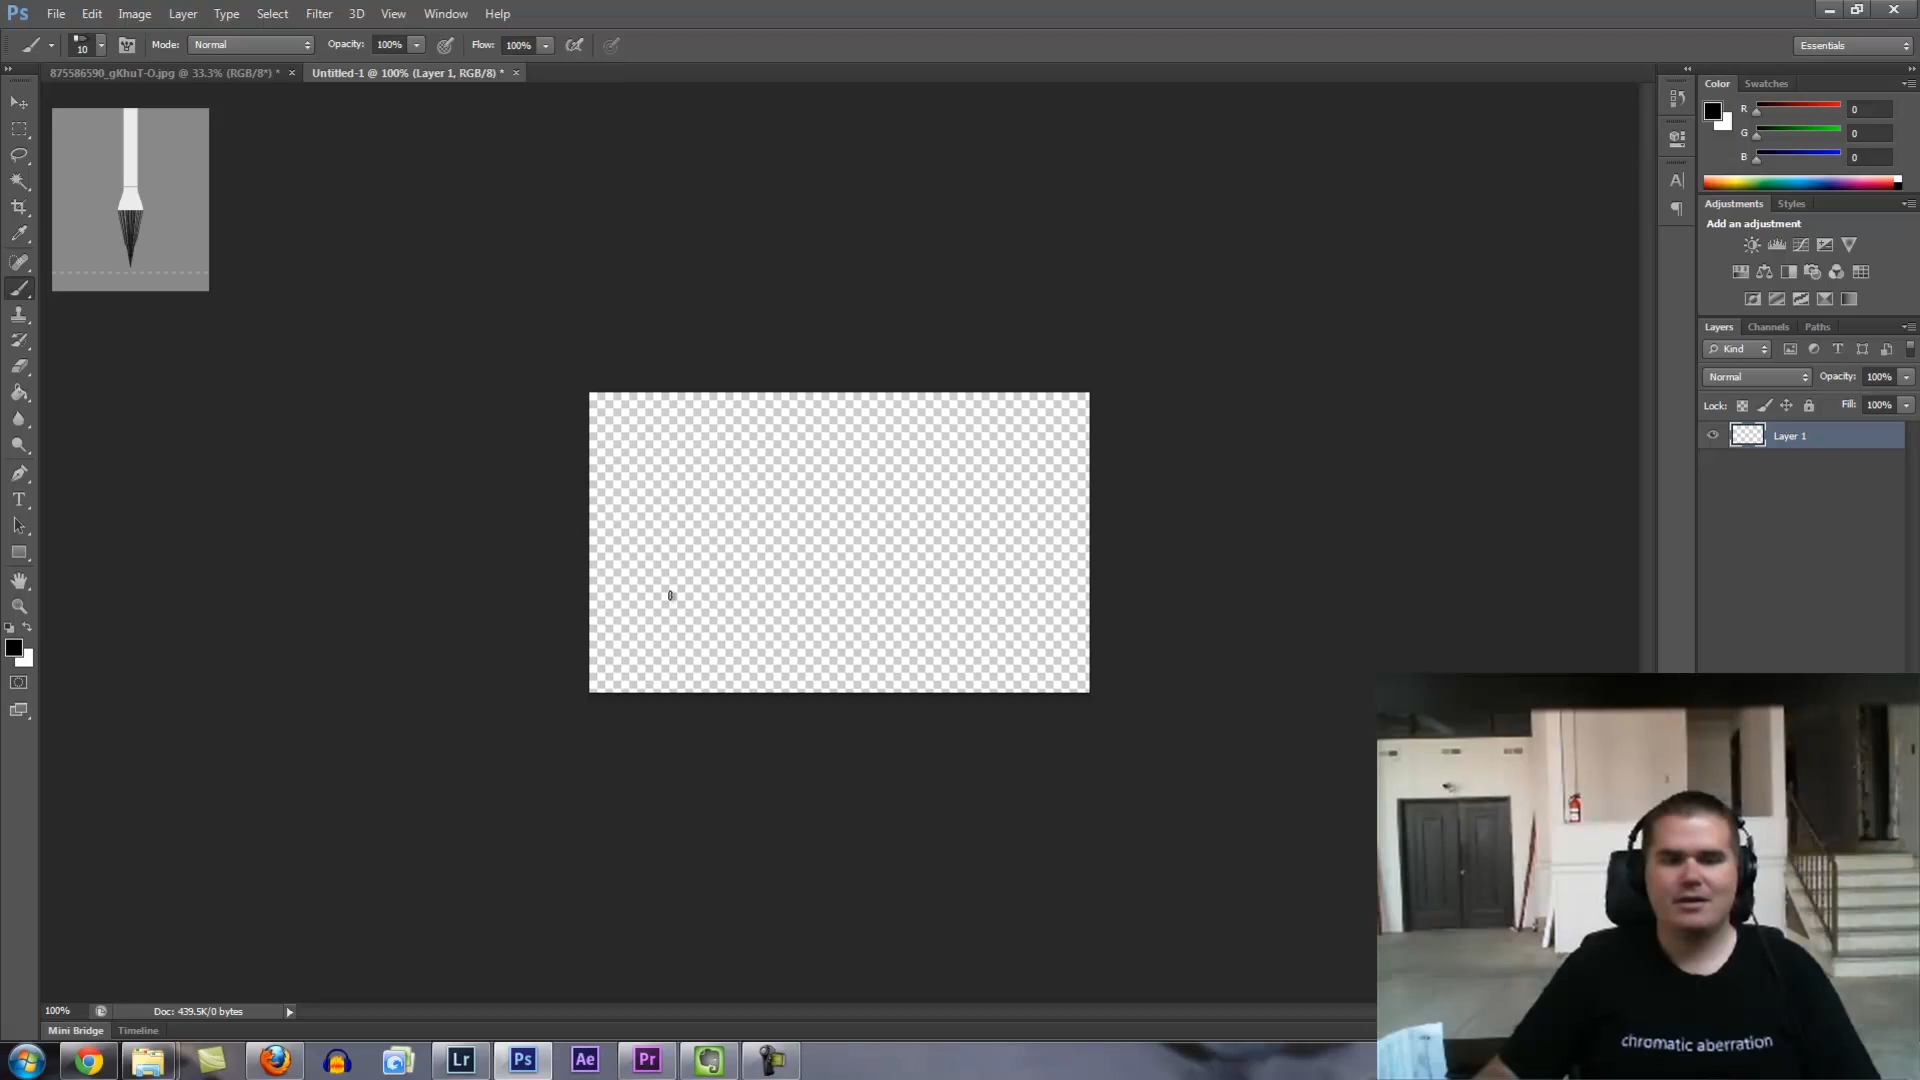 Ps File Edit Image Layer Type Select Filter 3D View Window Help
10 Mode: Normal Opacity: 100% Flow: 100% Essentials
875586590_gKhuT-O.jpg @ 33.3% (RGB/8*) * × Untitled-1 @ 100% (Layer 1, RGB/8) * ×
Color Swatches
R 0
G 0
B 0
Adjustments Styles
Add an adjustment
Layers Channels Paths
Kind
Normal Opacity: 100%
Lock: Fill: 100%
Layer 1
100% Doc: 439.5K/0 bytes
Mini Bridge Timeline
Lr Ps Ae Pr
chromatic aberration